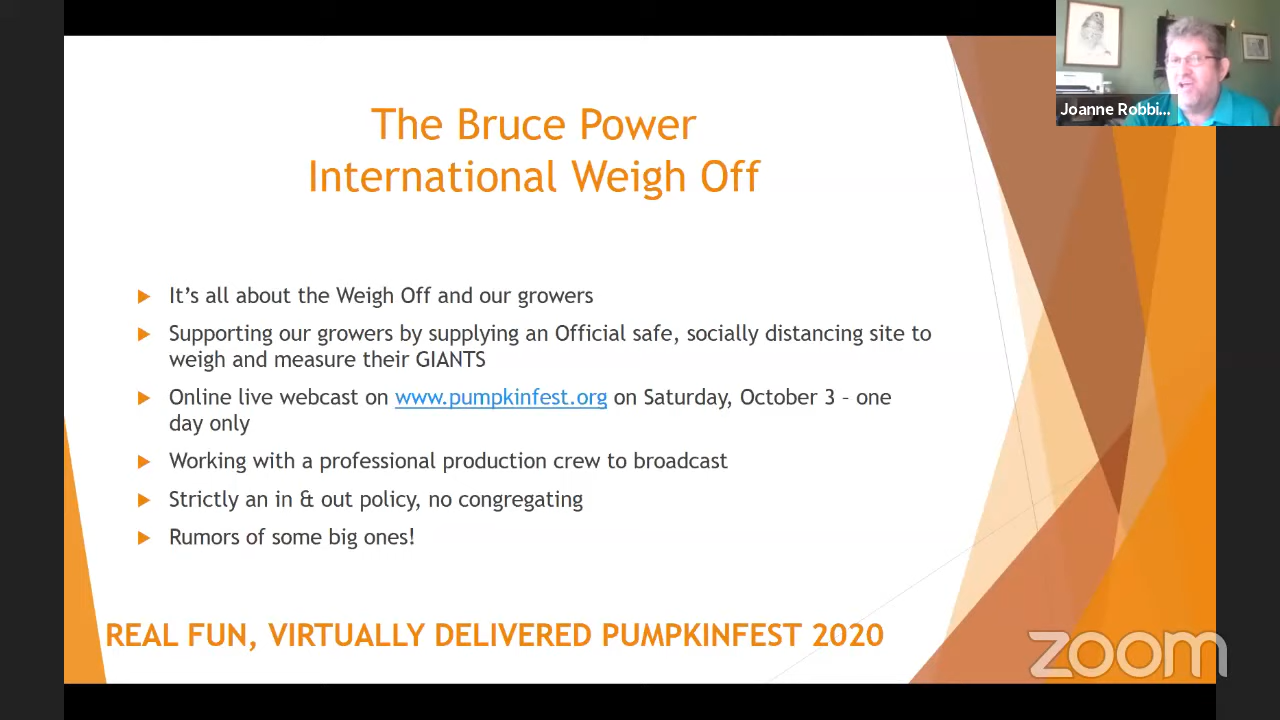 Joanne Robbi...
The Bruce Power
International Weigh Off
It's all about the Weigh Off and our growers
Supporting our growers by supplying an Official safe, socially distancing site to
weigh and measure their GIANTS
Online live webcast on www.pumpkinfest.org on Saturday, October 3 – one
day only
Working with a professional production crew to broadcast
Strictly an in & out policy, no congregating
Rumors of some big ones!
REAL FUN, VIRTUALLY DELIVERED PUMPKINFEST 2020
zoom